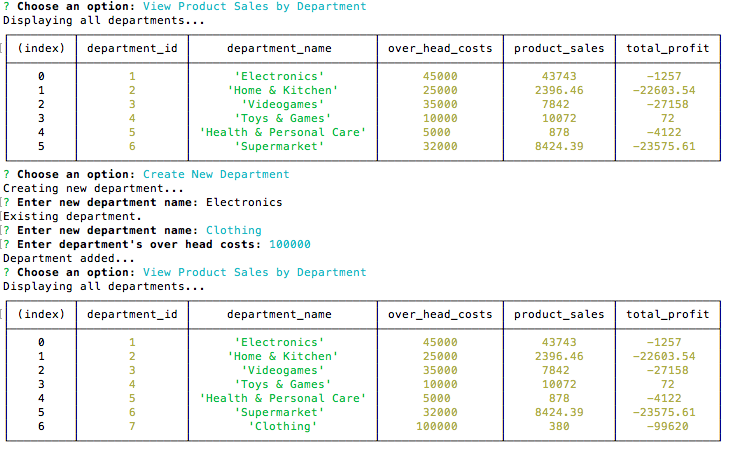 ? Choose an option: View Product Sales by Department
Displaying all departments...
(index) department_id department_name over_head_costs product_sales total_profit
0 1 'Electronics' 45000 43743 -1257
1 2 'Home & Kitchen' 25000 2396.46 -22603.54
2 3 'Videogames' 35000 7842 -27158
3 4 'Toys & Games' 10000 10072 72
4 5 'Health & Personal Care' 5000 878 -4122
5 6 'Supermarket' 32000 8424.39 -23575.61
? Choose an option: Create New Department
Creating new department...
[? Enter new department name: Electronics
[Existing department.
[? Enter new department name: Clothing
[? Enter department's over head costs: 100000
Department added...
? Choose an option: View Product Sales by Department
Displaying all departments...
(index) department_id department_name over_head_costs product_sales total_profit
0 1 'Electronics' 45000 43743 -1257
1 2 'Home & Kitchen' 25000 2396.46 -22603.54
2 3 'Videogames' 35000 7842 -27158
3 4 'Toys & Games' 10000 10072 72
4 5 'Health & Personal Care' 5000 878 -4122
5 6 'Supermarket' 32000 8424.39 -23575.61
6 7 'Clothing' 100000 380 -99620